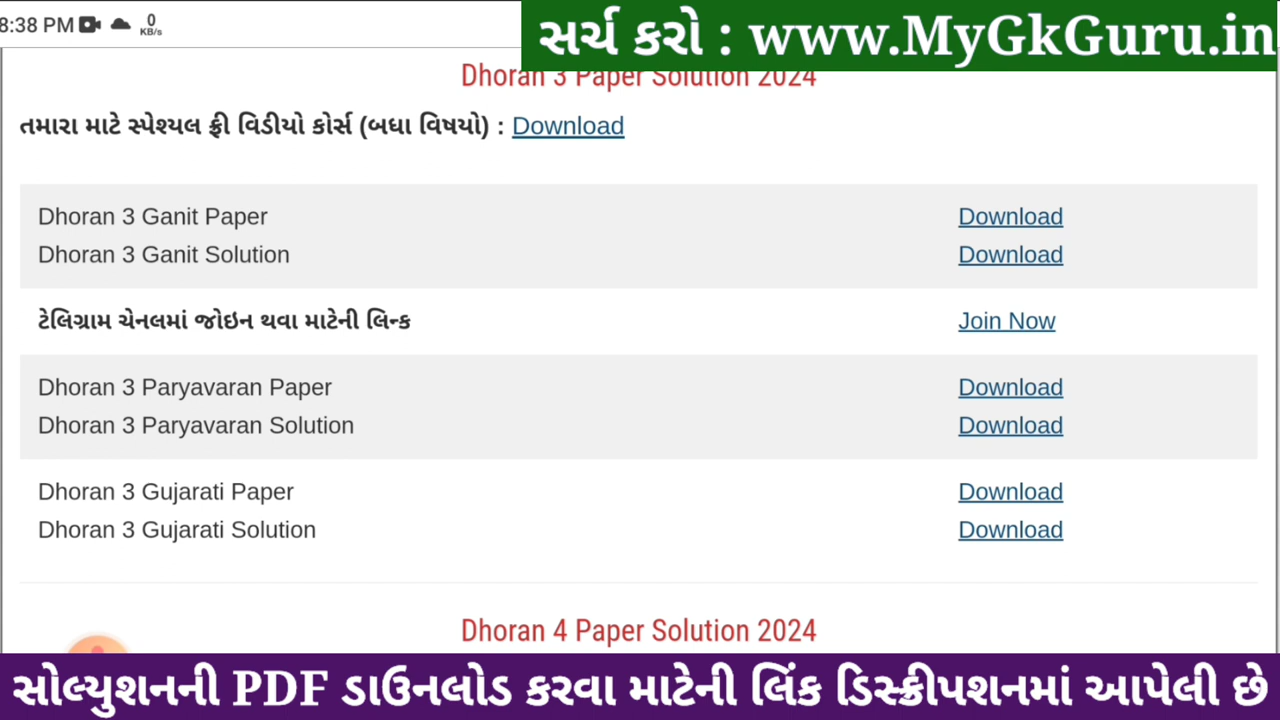 8:38 PM 0 KB/s
સર્ચ કરો : www.MyGkGuru.in
Dhoran 3 Paper Solution 2024
તમારા માટે સ્પેશ્યલ ફ્રી વિડીયો કોર્સ (બધા વિષયો) : Download
Dhoran 3 Ganit Paper Download
Dhoran 3 Ganit Solution Download
ટેલિગ્રામ ચેનલમાં જોઇન થવા માટેની લિન્ક Join Now
Dhoran 3 Paryavaran Paper Download
Dhoran 3 Paryavaran Solution Download
Dhoran 3 Gujarati Paper Download
Dhoran 3 Gujarati Solution Download
Dhoran 4 Paper Solution 2024
સોલ્યુશનની PDF ડાઉનલોડ કરવા માટેની લિંક ડિસ્ક્રીપશનમાં આપેલી છે